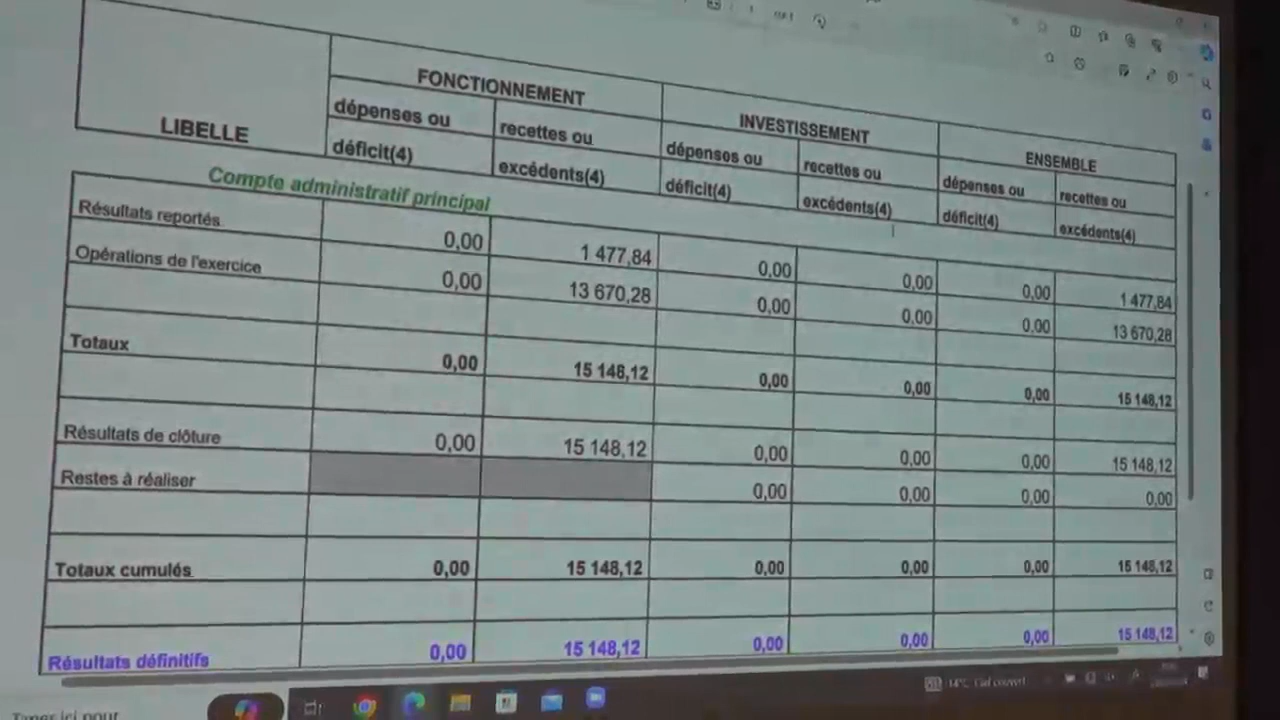 FONCTIONNEMENT INVESTISSEMENT ENSEMBLE
LIBELLE dépenses ou recettes ou dépenses ou recettes ou dépenses ou recettes ou
déficit(4) excédents(4) déficit(4) excédents(4) déficit(4) excédents(4)
Compte administratif principal
Résultats reportés 0,00 1 477,84 0,00 0,00 0,00 1 477,84
Opérations de l'exercice 0,00 13 670,28 0,00 0,00 0,00 13 670,28
Totaux 0,00 15 148,12 0,00 0,00 0,00 15 148,12
Résultats de clôture 0,00 15 148,12 0,00 0,00 0,00 15 148,12
Restes à réaliser 0,00 0,00 0,00 0,00
Totaux cumulés 0,00 15 148,12 0,00 0,00 0,00 15 148,12
Résultats définitifs 0,00 15 148,12 0,00 0,00 0,00 15 148,12
Taper ici pour 14°C Ciel couvert